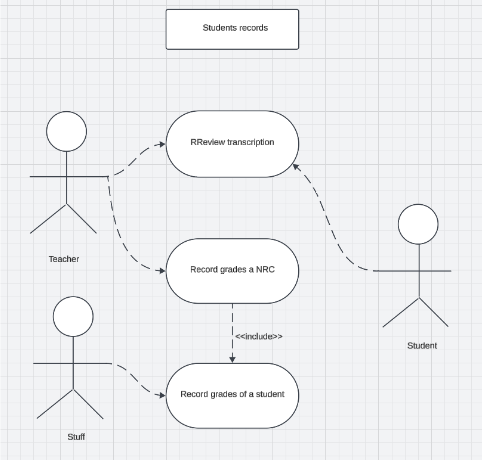 Students records
RReview transcription
Teacher
Record grades a NRC
<<include>>
Student
Record grades of a student
Stuff